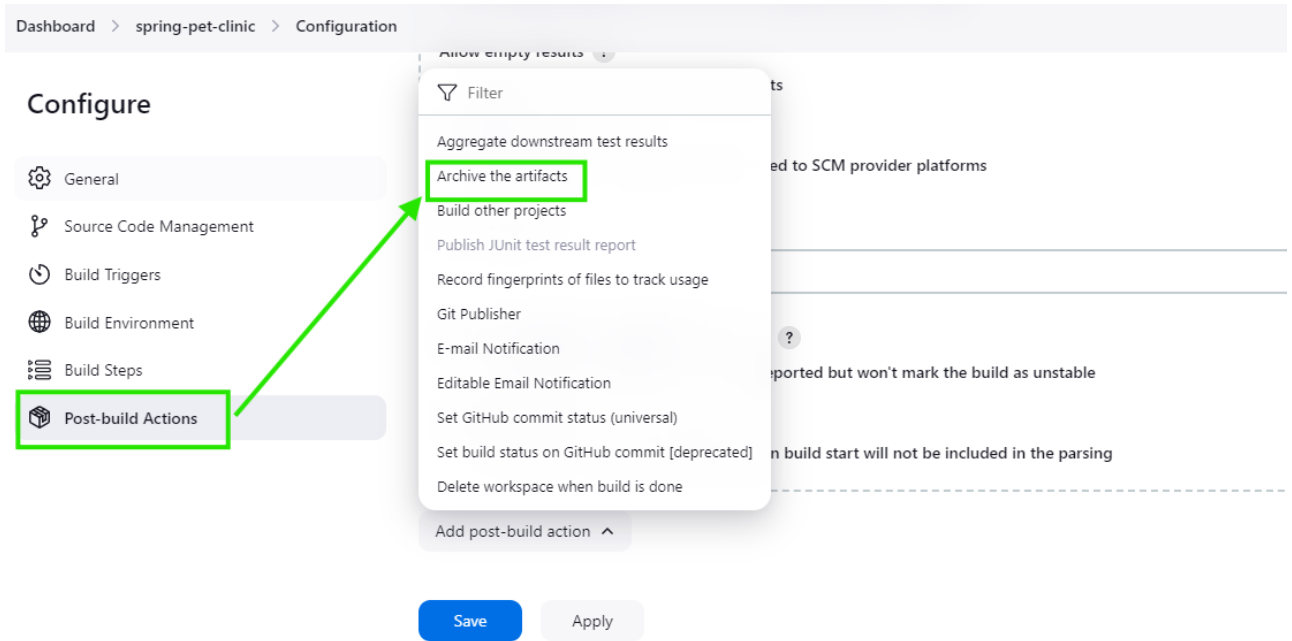 Dashboard > spring-pet-clinic > Configuration
Allow empty results ?
Configure
General
Source Code Management
Build Triggers
Build Environment
Build Steps
Post-build Actions
Filter
Aggregate downstream test results
Archive the artifacts
Build other projects
Publish JUnit test result report
Record fingerprints of files to track usage
Git Publisher
E-mail Notification
Editable Email Notification
Set GitHub commit status (universal)
Set build status on GitHub commit [deprecated]
Delete workspace when build is done
ts
ed to SCM provider platforms
?
eported but won't mark the build as unstable
n build start will not be included in the parsing
Add post-build action
Save
Apply